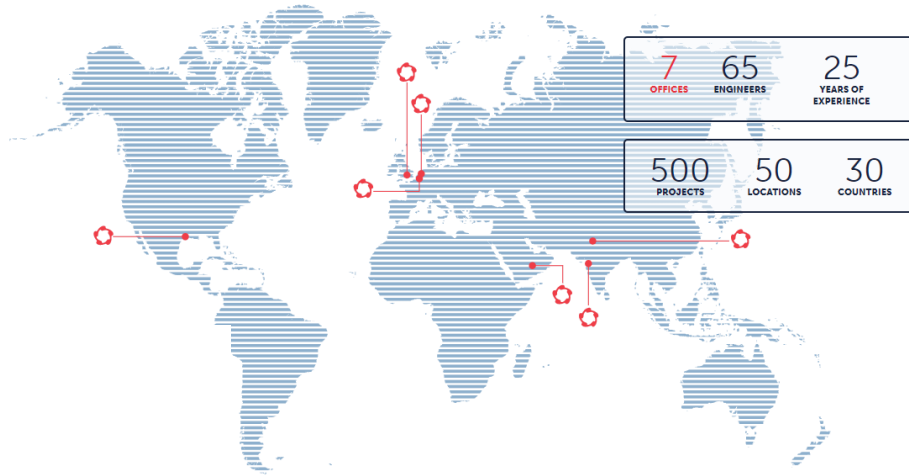 7 65 25
OFFICES ENGINEERS YEARS OF
EXPERIENCE
500 50 30
PROJECTS LOCATIONS COUNTRIES